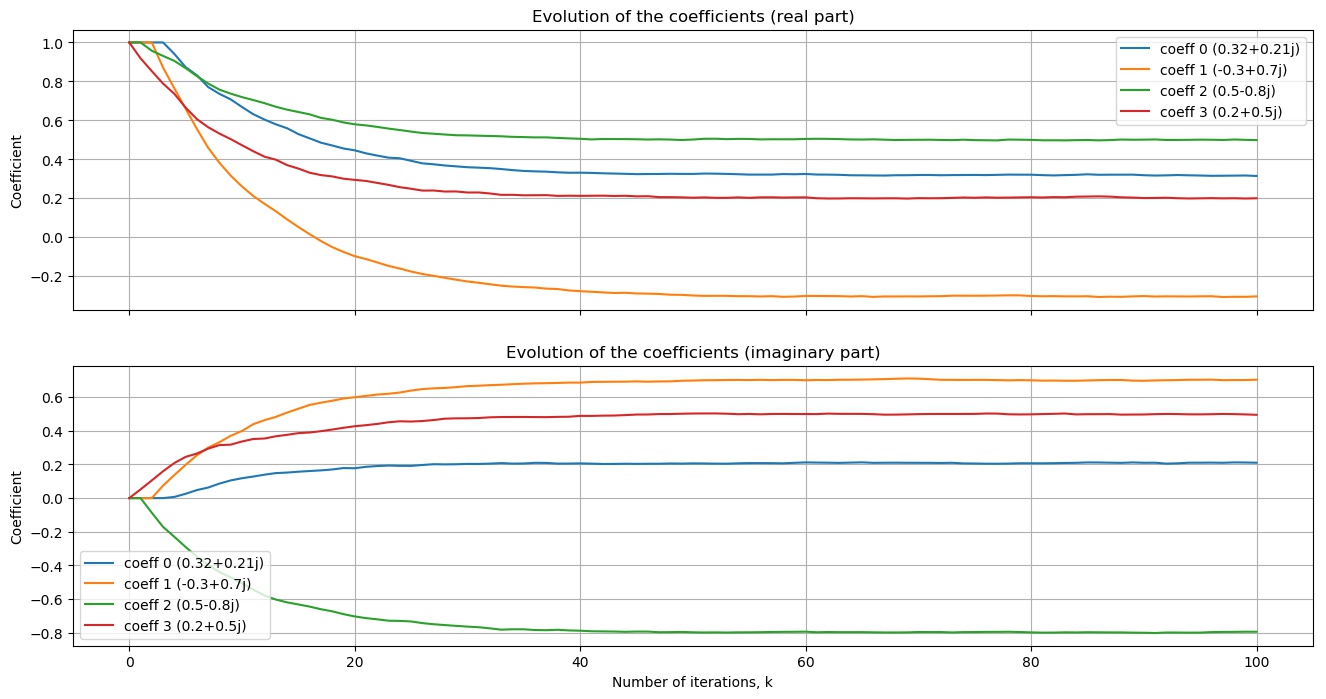 Evolution of the coefficients (real part)
1.0
0.8
0.6
0.4
0.2
0.0
−0.2
Coefficient
coeff 0 (0.32+0.21j)
coeff 1 (-0.3+0.7j)
coeff 2 (0.5-0.8j)
coeff 3 (0.2+0.5j)
Evolution of the coefficients (imaginary part)
0.6
0.4
0.2
0.0
−0.2
−0.4
−0.6
−0.8
Coefficient
coeff 0 (0.32+0.21j)
coeff 1 (-0.3+0.7j)
coeff 2 (0.5-0.8j)
coeff 3 (0.2+0.5j)
0 20 40 60 80 100
Number of iterations, k